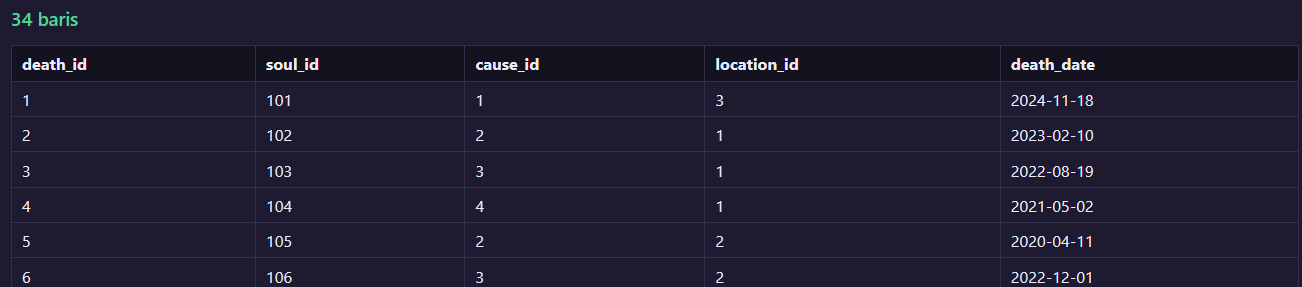 34 baris
death_id soul_id cause_id location_id death_date
1 101 1 3 2024-11-18
2 102 2 1 2023-02-10
3 103 3 1 2022-08-19
4 104 4 1 2021-05-02
5 105 2 2 2020-04-11
6 106 3 2 2022-12-01